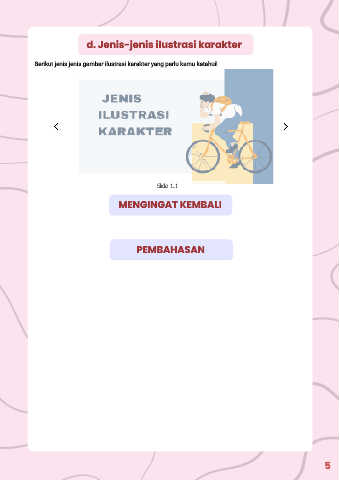 d. Jenis-jenis ilustrasi karakter
Berikut jenis jenis gambar ilustrasi karakter yang perlu kamu ketahui!
JENIS
ILUSTRASI
KARAKTER
Slide 1.1
MENGINGAT KEMBALI
PEMBAHASAN
5